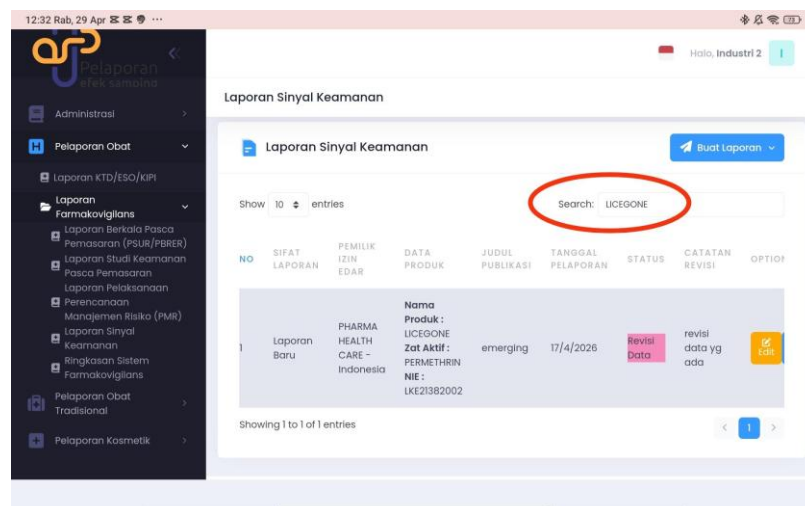 12:32 Rab, 29 Apr
73
Pelaporan
efek samping
Halo, Industri 2
I
Laporan Sinyal Keamanan
Administrasi
Pelaporan Obat
Laporan KTD/ESO/KIPI
Laporan
Farmakovigilans
Laporan Berkala Pasca
Pemasaran (PSUR/PBRER)
Laporan Studi Keamanan
Pasca Pemasaran
Laporan Pelaksanaan
Perencanaan
Manajemen Risiko (PMR)
Laporan Sinyal
Keamanan
Ringkasan Sistem
Farmakovigilans
Pelaporan Obat
Tradisional
Pelaporan Kosmetik
Laporan Sinyal Keamanan
Buat Laporan
Show 10 entries
Search: LICEGONE
NO
SIFAT
LAPORAN
PEMILIK
IZIN
EDAR
DATA
PRODUK
JUDUL
PUBLIKASI
TANGGAL
PELAPORAN
STATUS
CATATAN
REVISI
OPTION
1
Laporan
Baru
PHARMA
HEALTH
CARE -
Indonesia
Nama
Produk :
LICEGONE
Zat Aktif :
PERMETHRIN
NIE :
LKE21382002
emerging
17/4/2026
Revisi
Data
revisi
data yg
ada
Edit
Showing 1 to 1 of 1 entries
1